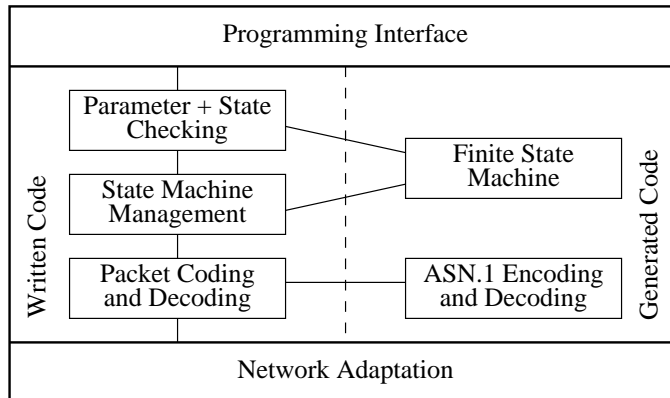 Programming Interface
Written Code
Parameter + State
Checking
State Machine
Management
Packet Coding
and Decoding
Finite State
Machine
ASN.1 Encoding
and Decoding
Generated Code
Network Adaptation